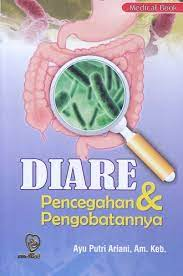 Medical Book
DIARE
Pencegahan &
Pengobatannya
Ayu Putri Ariani, Am. Keb.